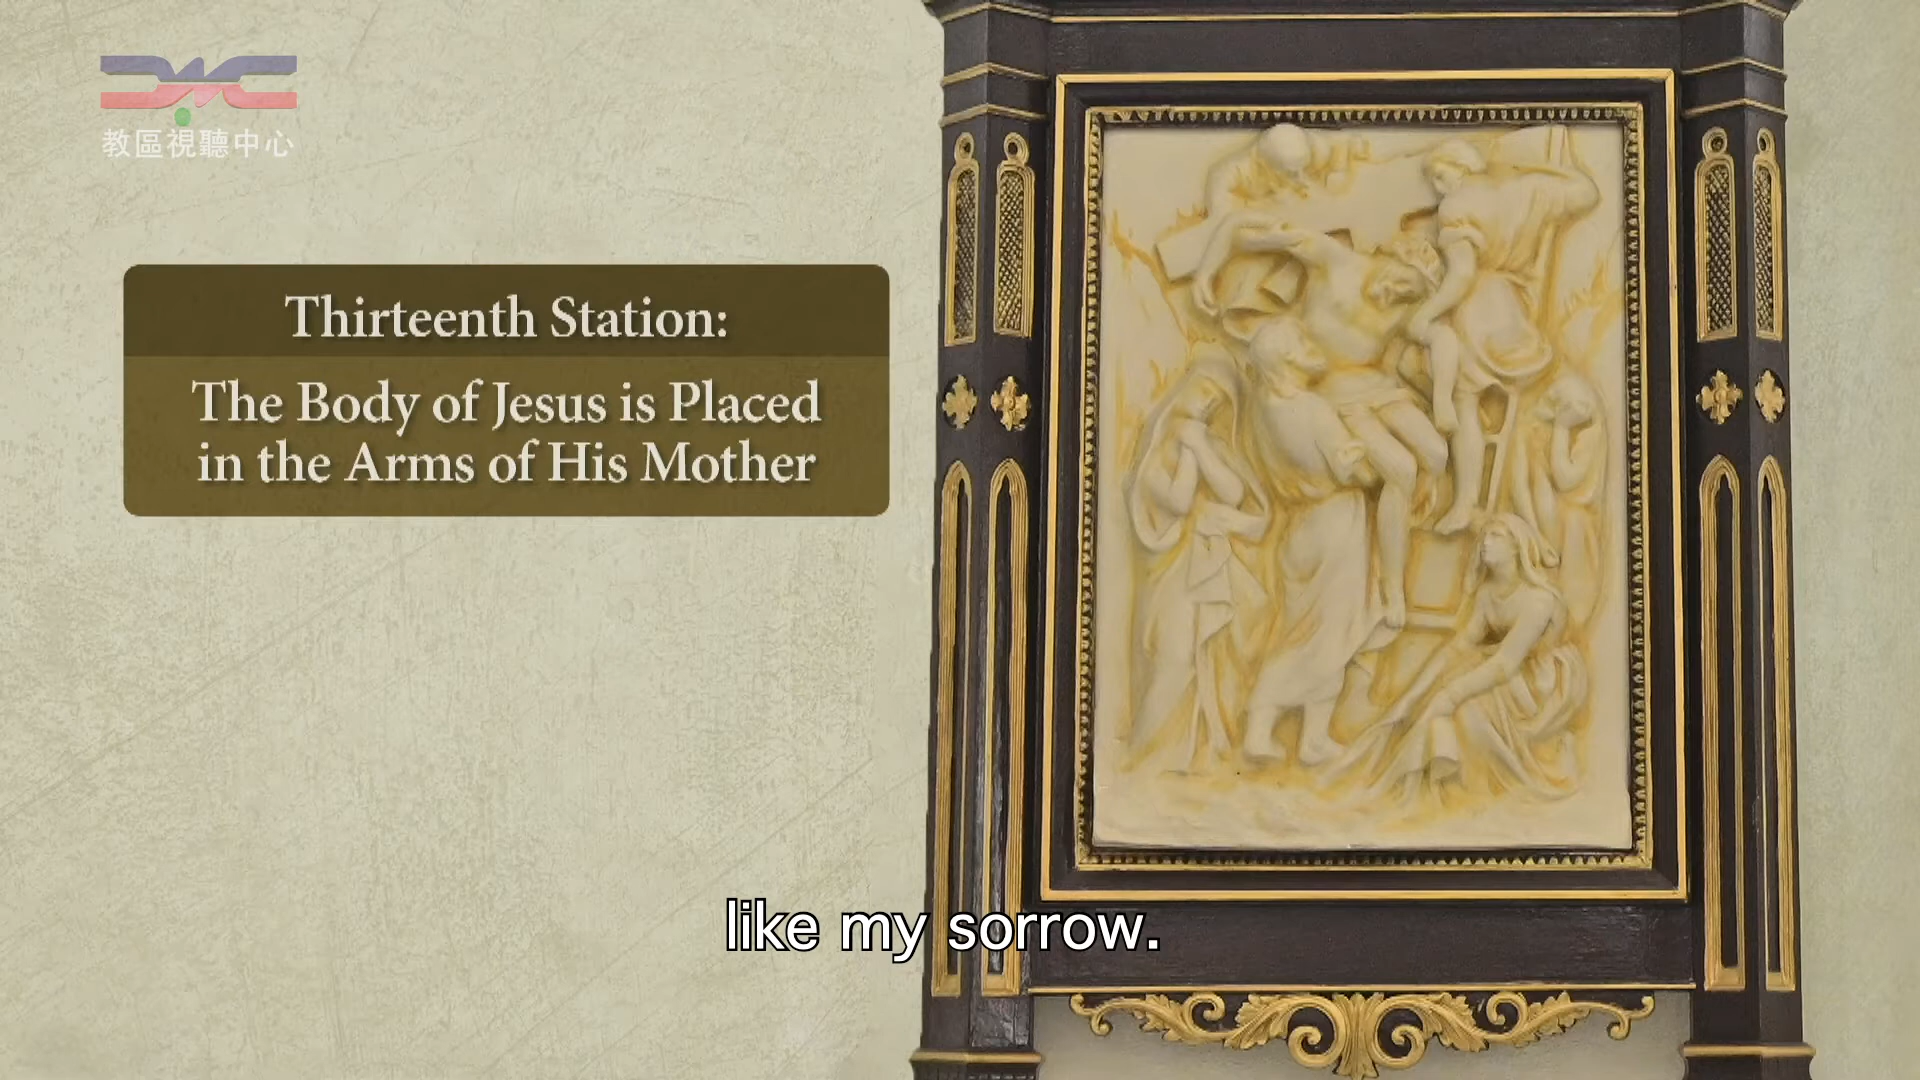 教區視聽中心
Thirteenth Station:
The Body of Jesus is Placed
in the Arms of His Mother
like my sorrow.